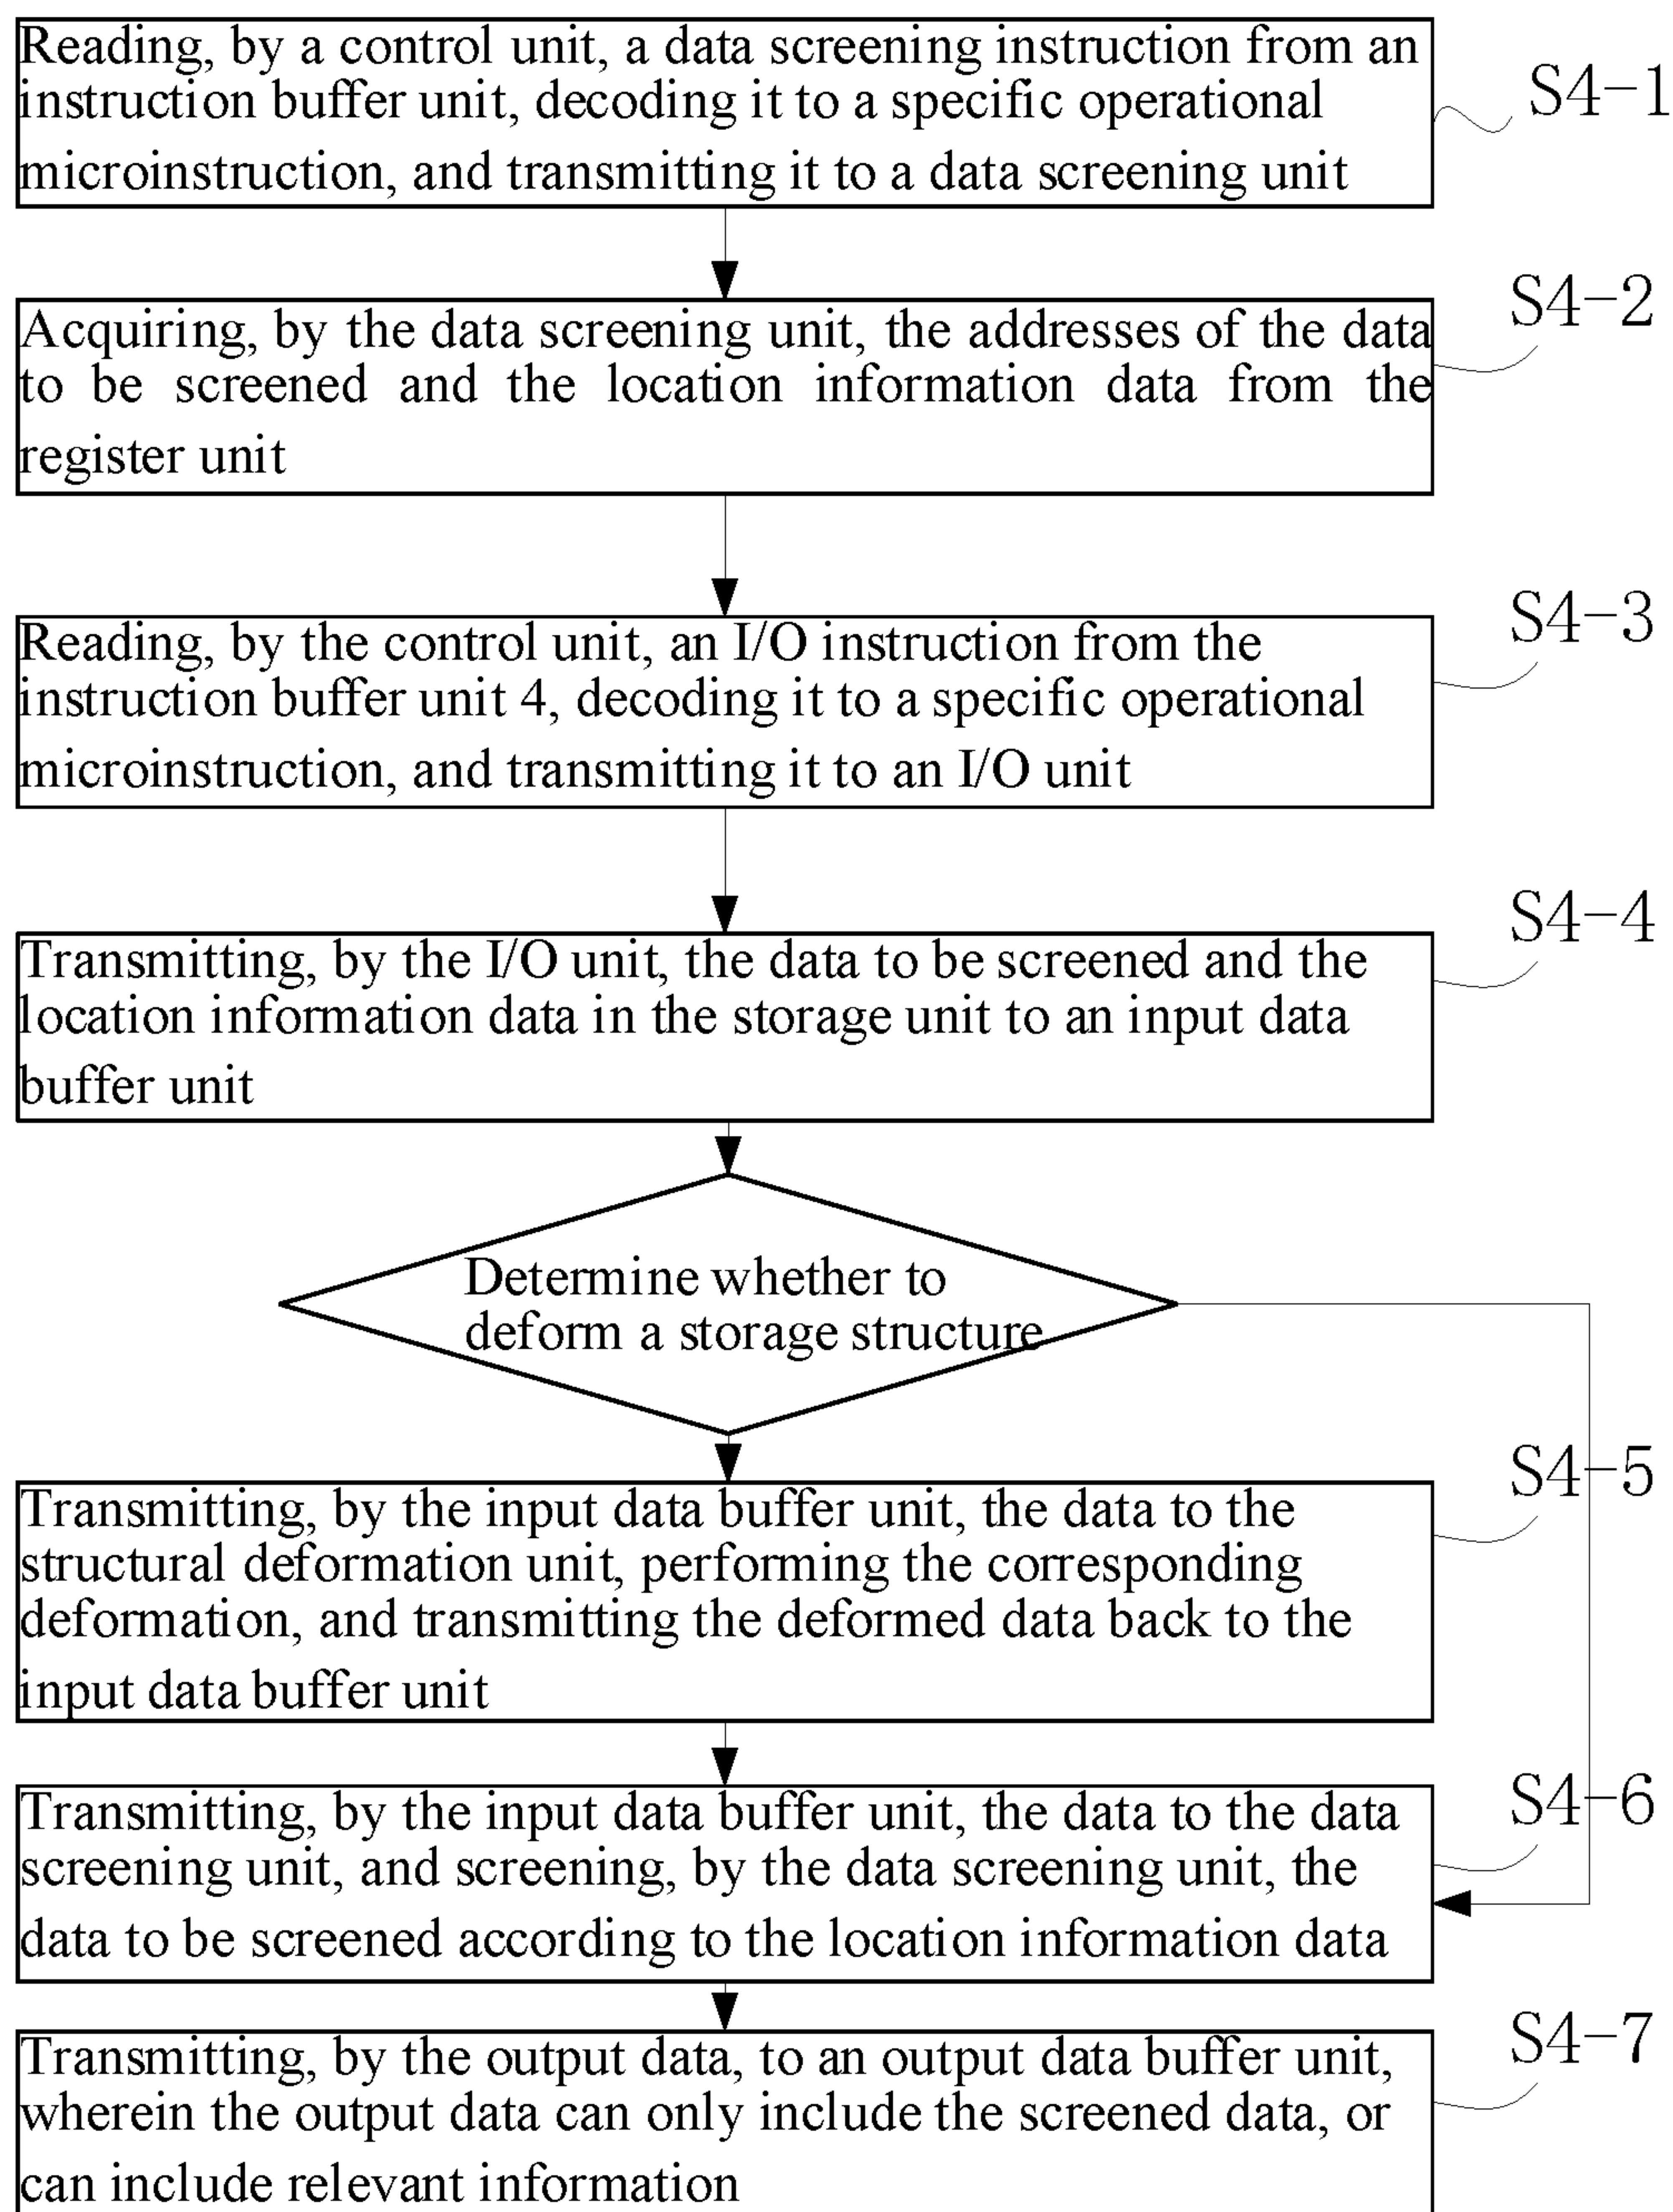 Reading, by a control unit, a data screening instruction from an
instruction buffer unit, decoding it to a specific operational
microinstruction, and transmitting it to a data screening unit
S4-1
Acquiring, by the data screening unit, the addresses of the data
to be screened and the location information data from the
register unit
S4-2
Reading, by the control unit, an I/O instruction from the
instruction buffer unit 4, decoding it to a specific operational
microinstruction, and transmitting it to an I/O unit
S4-3
Transmitting, by the I/O unit, the data to be screened and the
location information data in the storage unit to an input data
buffer unit
S4-4
Determine whether to
deform a storage structure
Transmitting, by the input data buffer unit, the data to the
structural deformation unit, performing the corresponding
deformation, and transmitting the deformed data back to the
input data buffer unit
S4-5
Transmitting, by the input data buffer unit, the data to the data
screening unit, and screening, by the data screening unit, the
data to be screened according to the location information data
S4-6
Transmitting, by the output data, to an output data buffer unit,
wherein the output data can only include the screened data, or
can include relevant information
S4-7